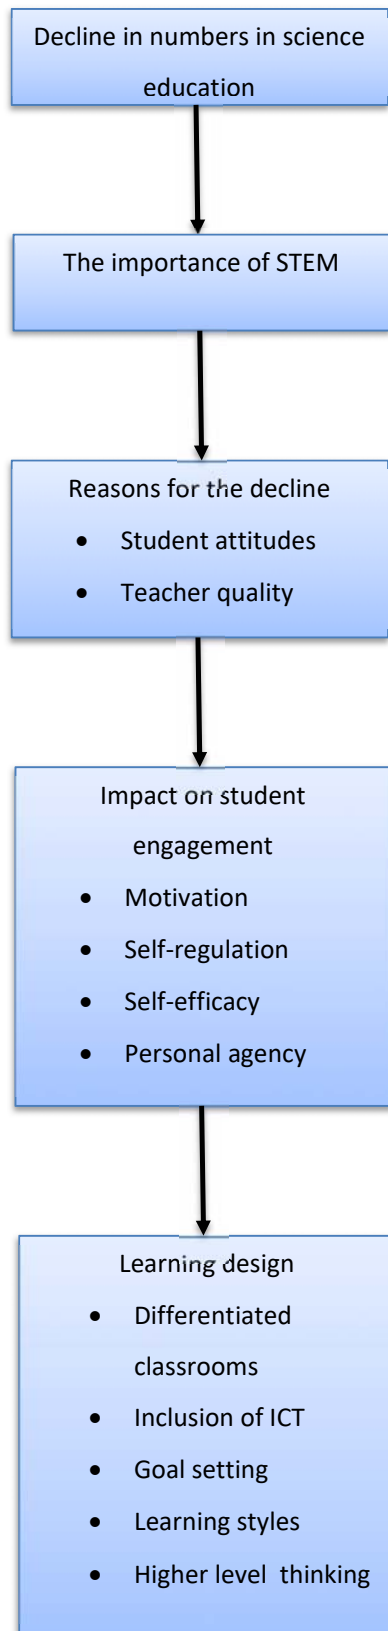 Decline in numbers in science
education
The importance of STEM
Reasons for the decline
• Student attitudes
• Teacher quality
Impact on student
engagement
• Motivation
• Self-regulation
• Self-efficacy
• Personal agency
Learning design
• Differentiated
classrooms
• Inclusion of ICT
• Goal setting
• Learning styles
• Higher level  thinking